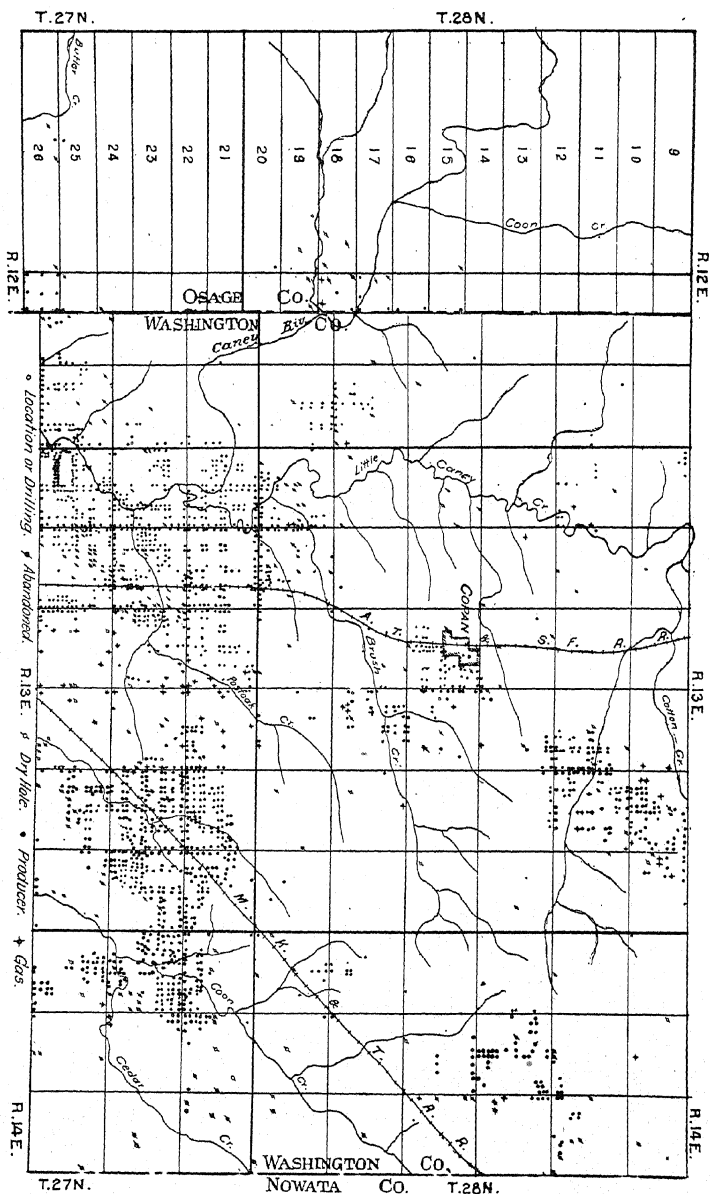 T.27N. T.28N.
Butler Cr.
26 25 24 23 22 21 20 19 18 17 16 15 14 13 12 11 10 9
Coon Cr.
R.12E. R.12E.
OSAGE CO.
WASHINGTON CO.
Caney Riv.
Little Caney Cr.
COPAN
A. T. & S. F. R. R.
Brush Cr.
Postoak Cr.
Cotton Cr.
R.13E. R.13E.
° Location or Drilling. Abandoned. Dry Hole. • Producer. Gas.
M. K. & T. R. R.
Coon Cr.
Cedar Cr.
R.14E. R.14E.
WASHINGTON CO.
NOWATA CO.
T.27N. T.28N.